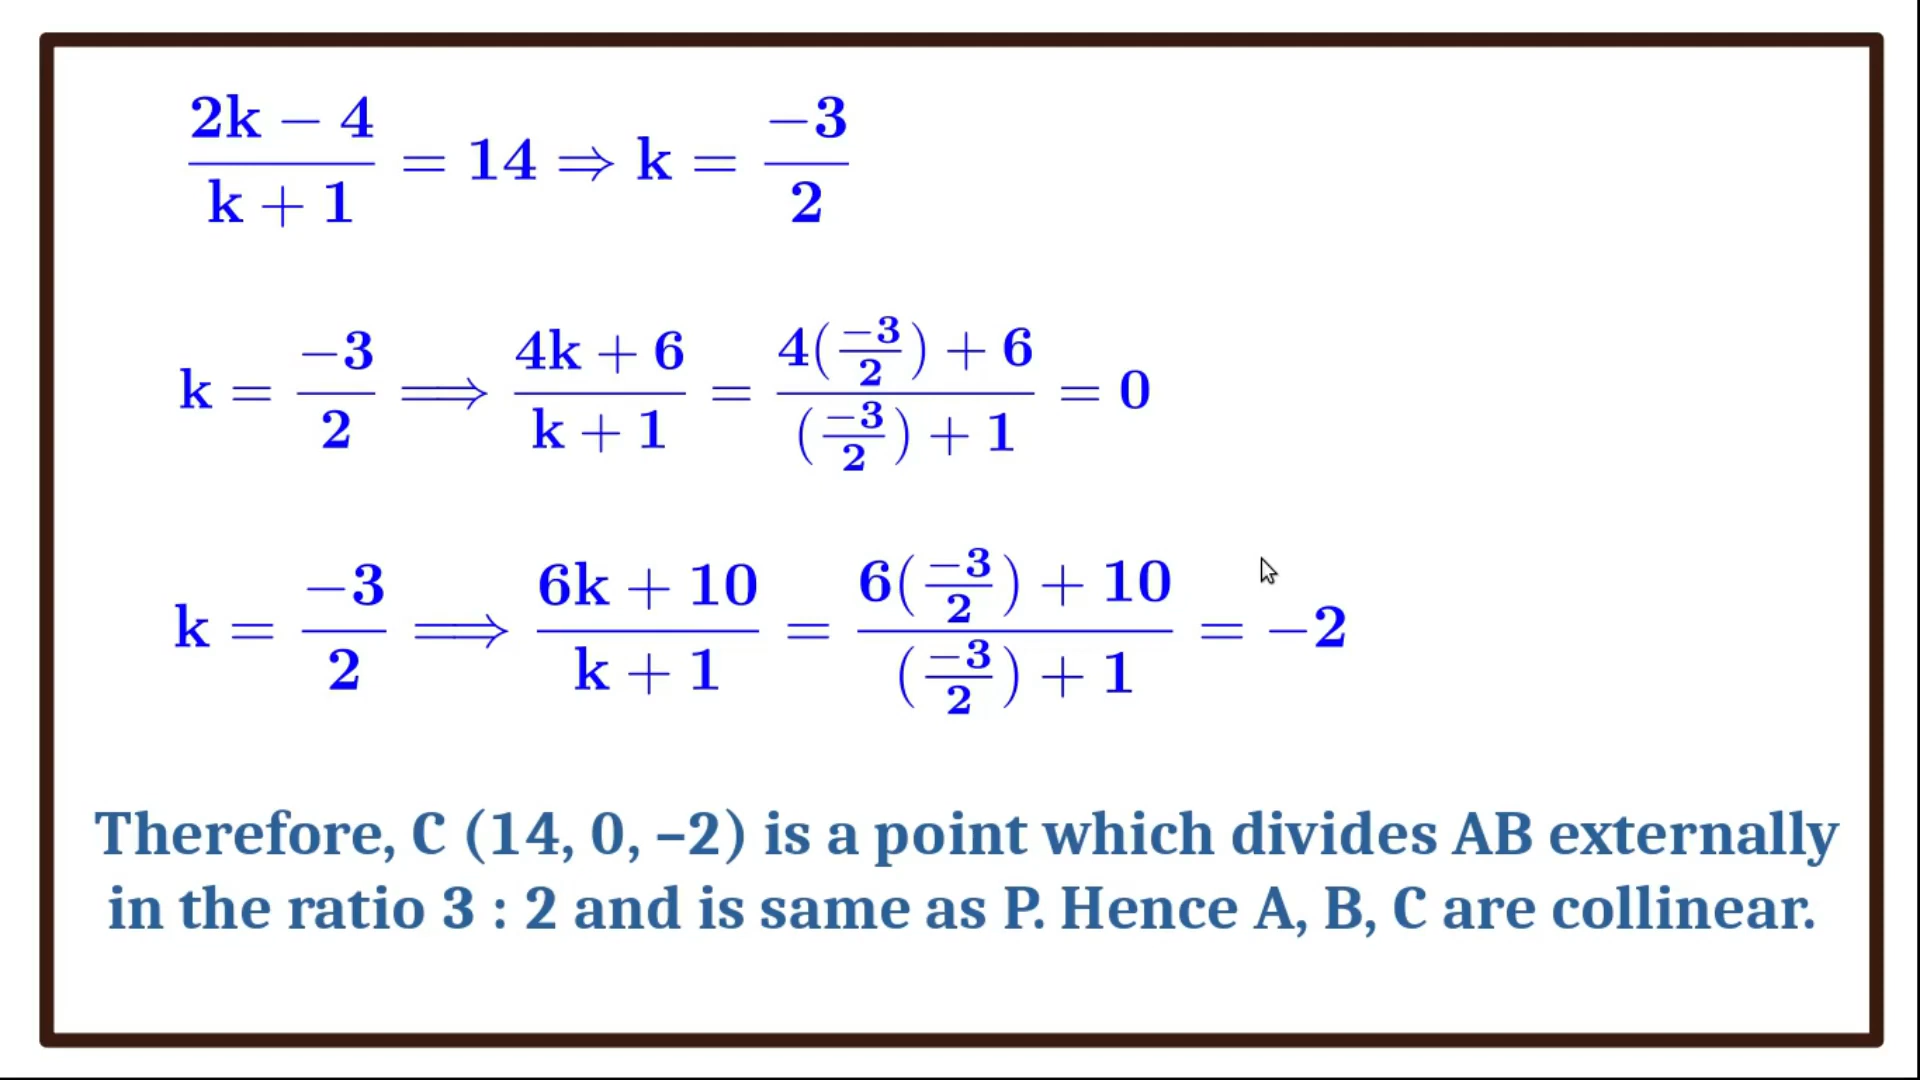 (2k − 4)/(k + 1) = 14 ⇒ k = −3/2
k = −3/2 ⟹ (4k + 6)/(k + 1) = (4(−3/2) + 6)/((−3/2) + 1) = 0
k = −3/2 ⟹ (6k + 10)/(k + 1) = (6(−3/2) + 10)/((−3/2) + 1) = −2
Therefore, C (14, 0, –2) is a point which divides AB externally
in the ratio 3 : 2 and is same as P. Hence A, B, C are collinear.